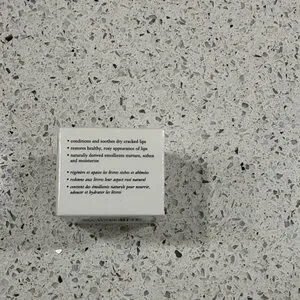 • conditions and soothes dry cracked lips
• restores healthy, rosy appearance of lips
• naturally derived emollients nurture, soften
and moisturize
• régénère et apaise les lèvres sèches et abîmées
• redonne aux lèvres leur aspect rosé naturel
• contient des émollients naturels pour nourrir,
adoucir et hydrater les lèvres